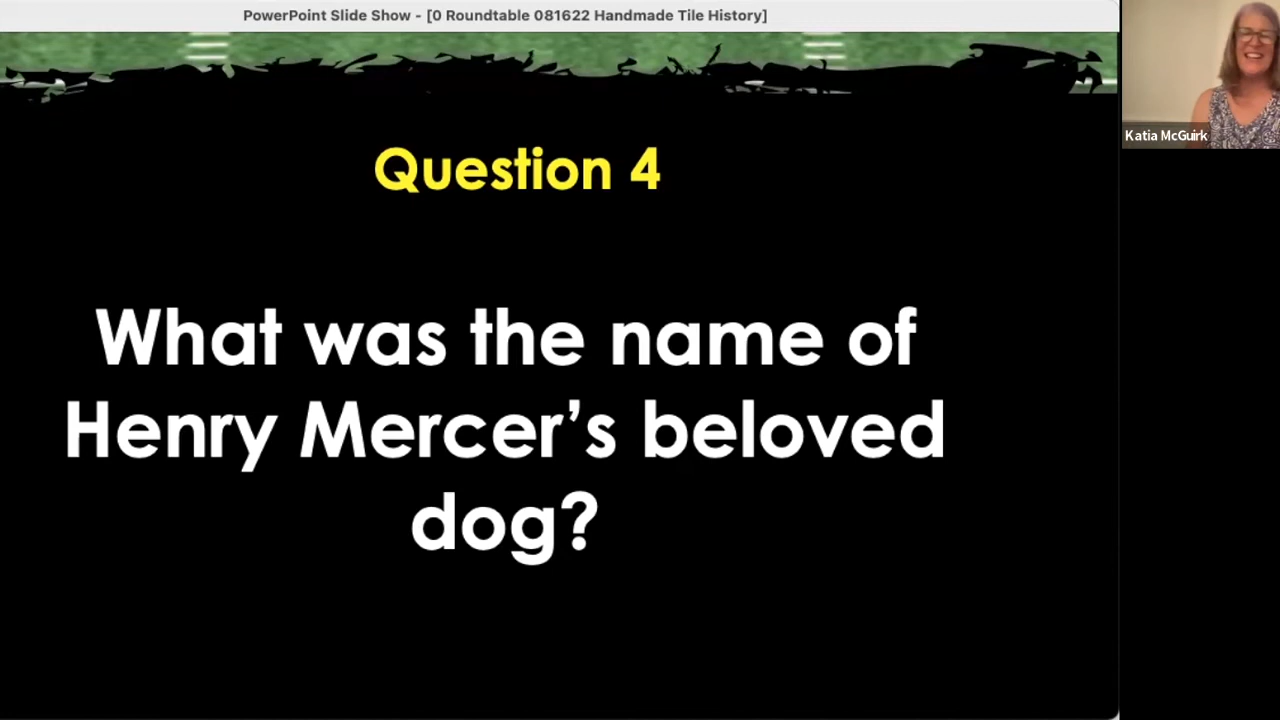 PowerPoint Slide Show - [0 Roundtable 081622 Handmade Tile History]
Katia McGuirk
Question 4
What was the name of
Henry Mercer’s beloved
dog?